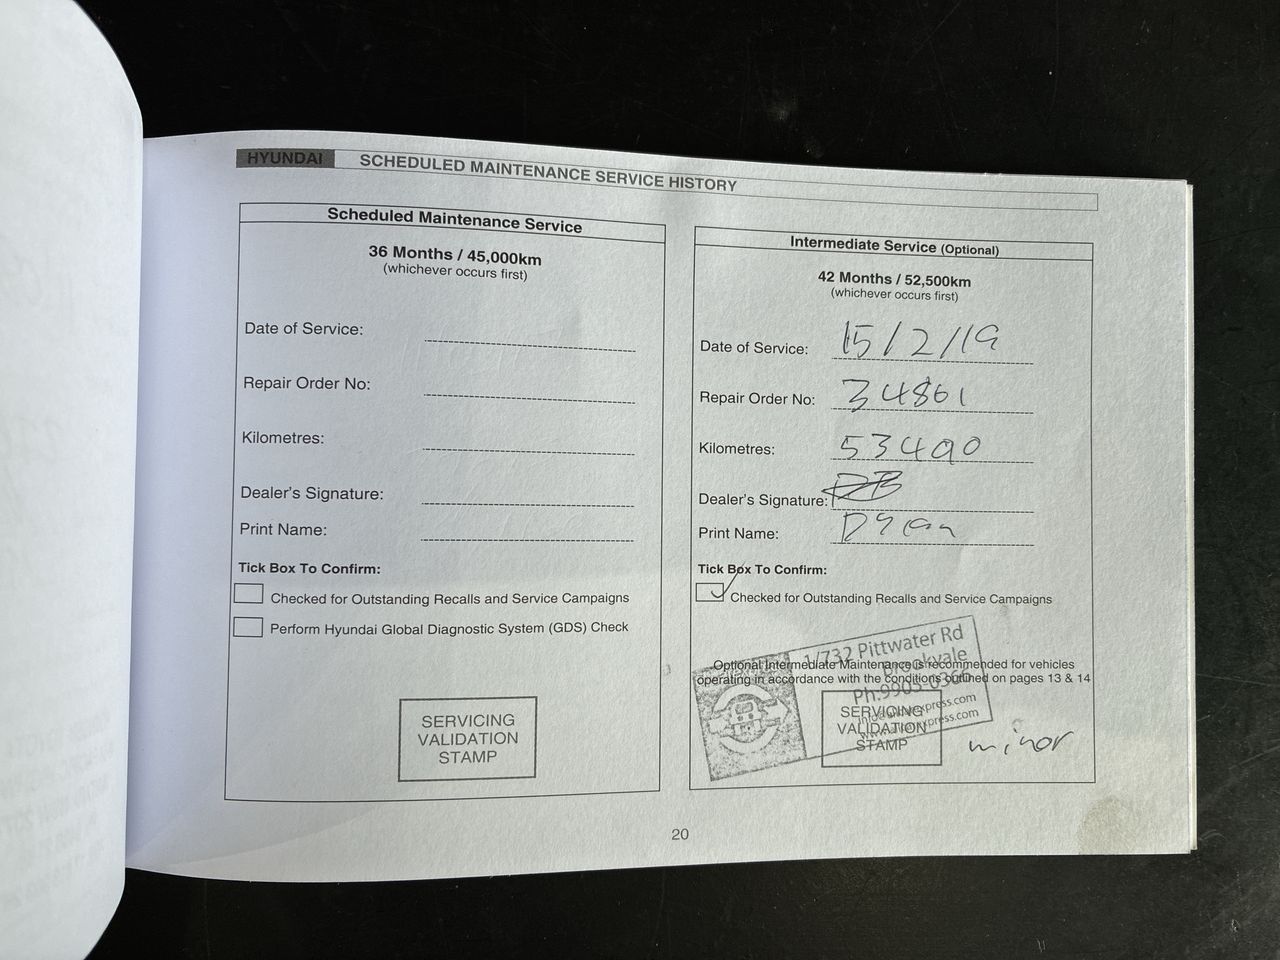 HYUNDAI SCHEDULED MAINTENANCE SERVICE HISTORY
Scheduled Maintenance Service
36 Months / 45,000km
(whichever occurs first)
Date of Service:
Repair Order No:
Kilometres:
Dealer's Signature:
Print Name:
Tick Box To Confirm:
Checked for Outstanding Recalls and Service Campaigns
Perform Hyundai Global Diagnostic System (GDS) Check
SERVICING
VALIDATION
STAMP
Intermediate Service (Optional)
42 Months / 52,500km
(whichever occurs first)
Date of Service: 15/2/19
Repair Order No: 34861
Kilometres: 53490
Dealer's Signature:
Print Name:
Tick Box To Confirm:
Checked for Outstanding Recalls and Service Campaigns
1/732 Pittwater Rd
Brookvale
Ph:9905 0366
Optional Intermediate Maintenance is recommended for vehicles
operating in accordance with the conditions outlined on pages 13 & 14
SERVICING
VALIDATION
STAMP
minor
20